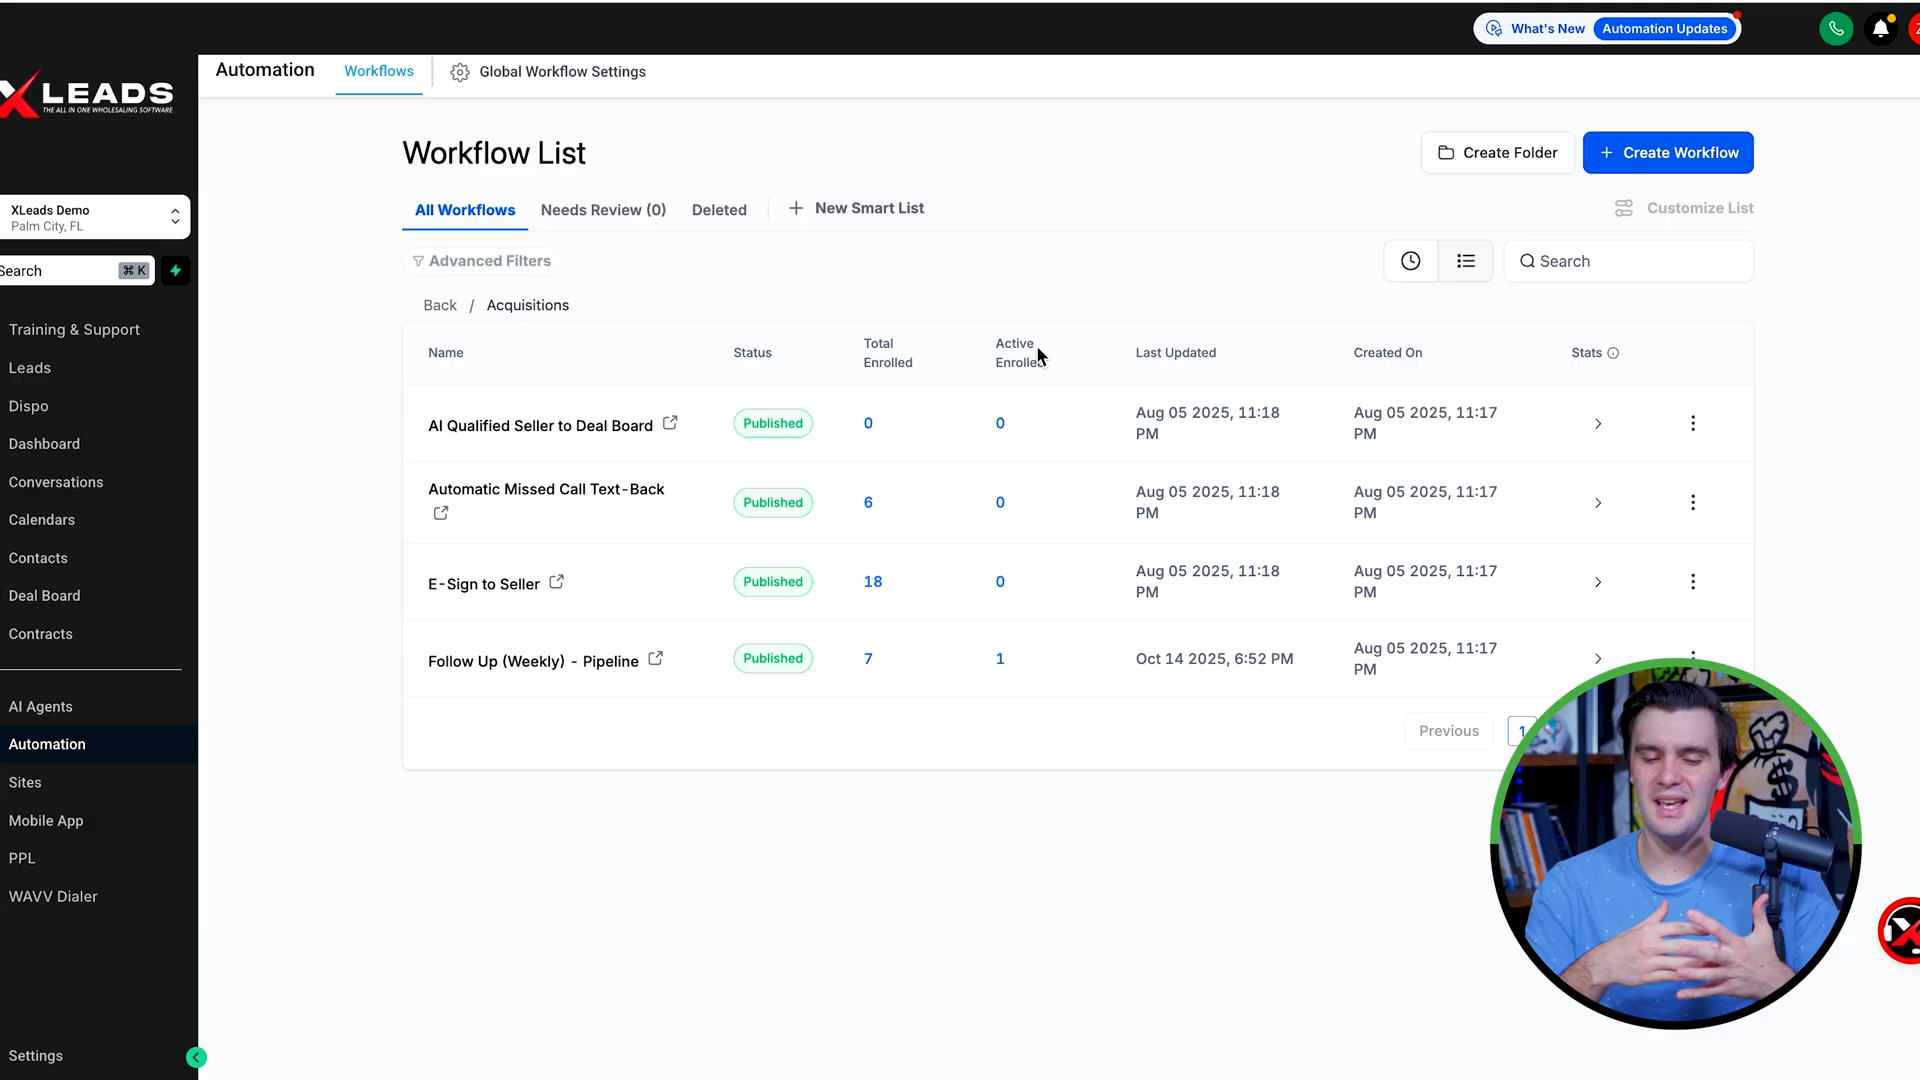 What's New
Automation Updates
LEADS
THE ALL IN ONE WHOLESALING SOFTWARE
Automation
Workflows
Global Workflow Settings
XLeads Demo
Palm City, FL
Search
⌘ K
Training & Support
Leads
Dispo
Dashboard
Conversations
Calendars
Contacts
Deal Board
Contracts
AI Agents
Automation
Sites
Mobile App
PPL
WAVV Dialer
Settings
Workflow List
Create Folder
+ Create Workflow
All Workflows
Needs Review (0)
Deleted
+ New Smart List
Customize List
Advanced Filters
Search
Back / Acquisitions
Name
Status
Total
Enrolled
Active
Enrolled
Last Updated
Created On
Stats
AI Qualified Seller to Deal Board
Published
0
0
Aug 05 2025, 11:18
PM
Aug 05 2025, 11:17
PM
Automatic Missed Call Text-Back
Published
6
0
Aug 05 2025, 11:18
PM
Aug 05 2025, 11:17
PM
E-Sign to Seller
Published
18
0
Aug 05 2025, 11:18
PM
Aug 05 2025, 11:17
PM
Follow Up (Weekly) - Pipeline
Published
7
1
Oct 14 2025, 6:52 PM
Aug 05 2025, 11:17
PM
Previous
1